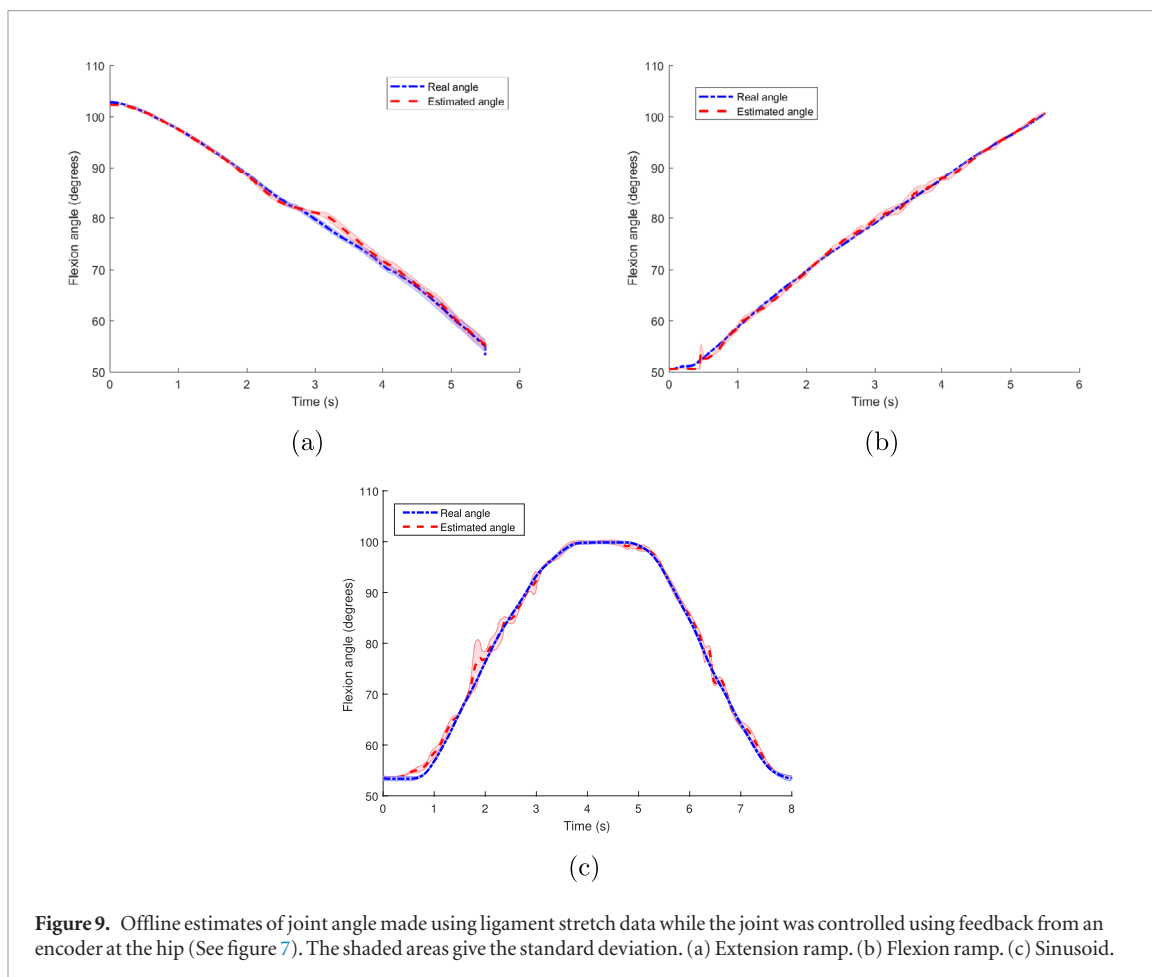 110
100
90
80
70
60
50
Flexion angle (degrees)
Real angle
Estimated angle
0 1 2 3 4 5 6
Time (s)
(a)
110
100
90
80
70
60
50
Flexion angle (degrees)
Real angle
Estimated angle
0 1 2 3 4 5 6
Time (s)
(b)
110
100
90
80
70
60
50
Flexion angle (degrees)
Real angle
Estimated angle
0 1 2 3 4 5 6 7 8
Time (s)
(c)
Figure 9. Offline estimates of joint angle made using ligament stretch data while the joint was controlled using feedback from an
encoder at the hip (See figure 7). The shaded areas give the standard deviation. (a) Extension ramp. (b) Flexion ramp. (c) Sinusoid.